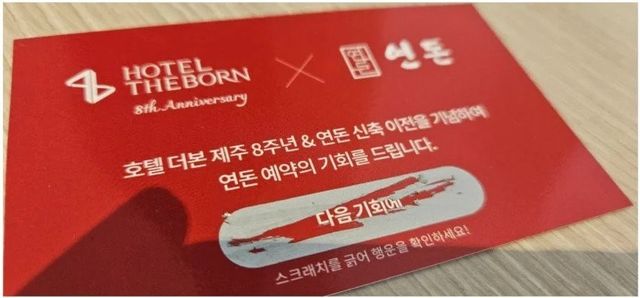 HOTEL
THEBORN
8th Anniversary
연돈
호텔 더본 제주 8주년 & 연돈 신축 이전을 기념하여
연돈 예약의 기회를 드립니다.
다음 기회에
스크래치를 긁어 행운을 확인하세요!